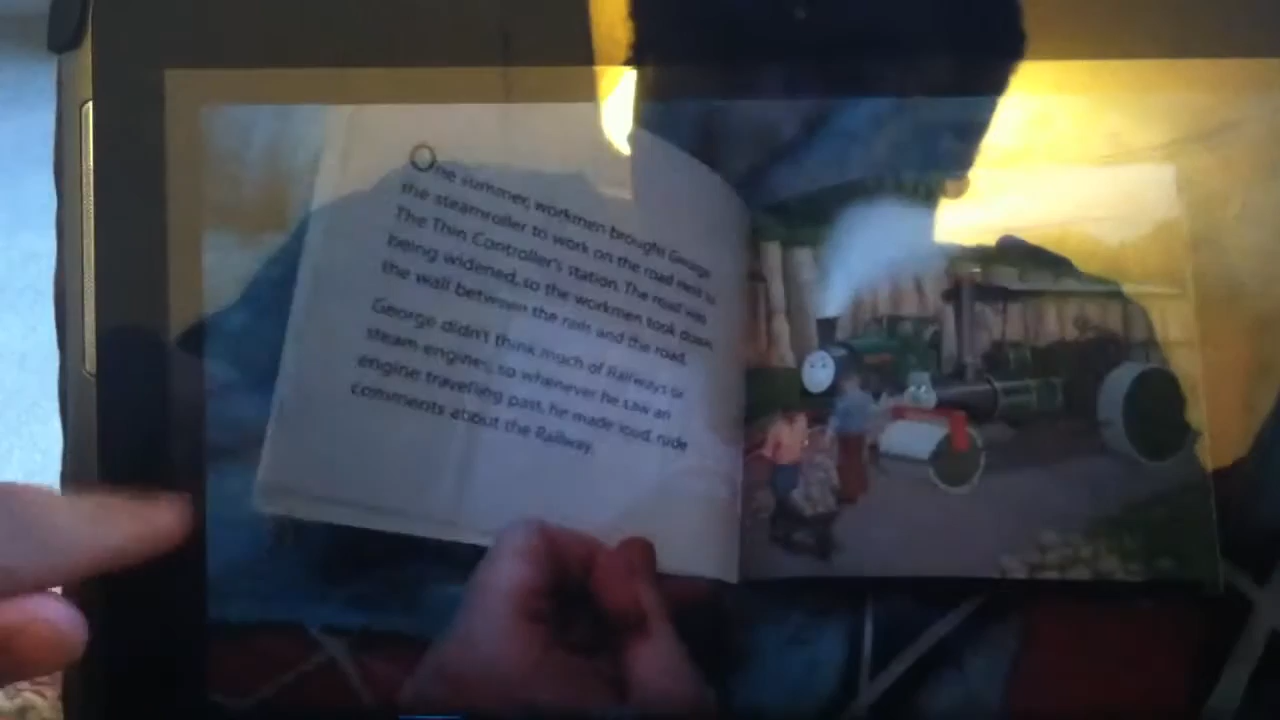 One summer, workmen brought George
the steamroller to work on the road next to
The Thin Controller's station. The road was
being widened, so the workmen took down
the wall between the rails and the road.
George didn't think much of Railways or
steam engines, so whenever he saw an
engine travelling past, he made loud, rude
comments about the Railway.